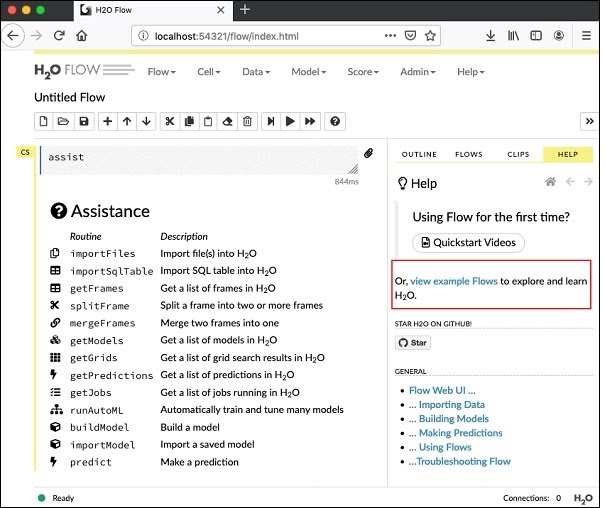 H2O Flow
localhost:54321/flow/index.html
H2O FLOW
Flow Cell Data Model Score Admin Help
Untitled Flow
CS
assist
844ms
Assistance
Routine Description
importFiles Import file(s) into H2O
importSqlTable Import SQL table into H2O
getFrames Get a list of frames in H2O
splitFrame Split a frame into two or more frames
mergeFrames Merge two frames into one
getModels Get a list of models in H2O
getGrids Get a list of grid search results in H2O
getPredictions Get a list of predictions in H2O
getJobs Get a list of jobs running in H2O
runAutoML Automatically train and tune many models
buildModel Build a model
importModel Import a saved model
predict Make a prediction
OUTLINE FLOWS CLIPS HELP
Help
Using Flow for the first time?
Quickstart Videos
Or, view example Flows to explore and learn
H2O.
STAR H2O ON GITHUB!
Star
GENERAL
Flow Web UI ...
... Importing Data
... Building Models
... Making Predictions
... Using Flows
...Troubleshooting Flow
Ready
Connections: 0 H2O